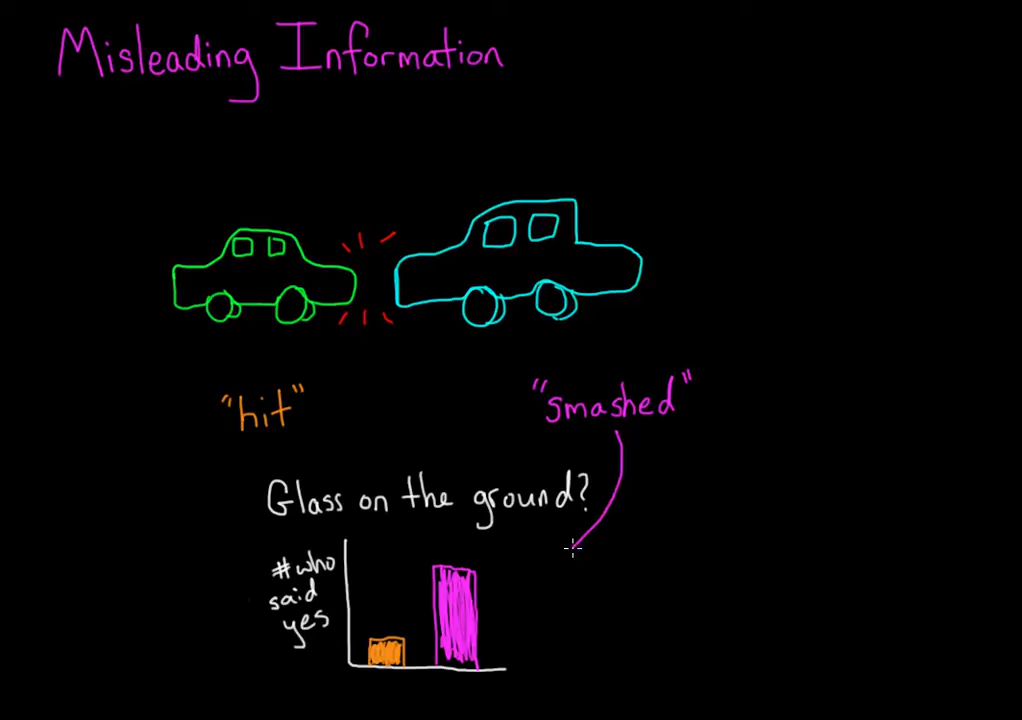 Misleading Information
"hit"
"smashed"
Glass on the ground?
#who
said
yes